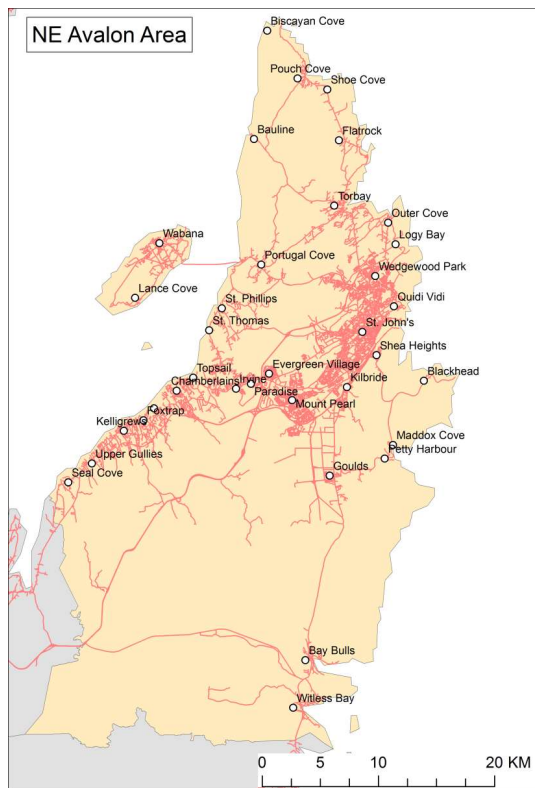 NE Avalon Area
Biscayan Cove
Pouch Cove
Shoe Cove
Bauline
Flatrock
Torbay
Outer Cove
Wabana
Logy Bay
Portugal Cove
Wedgewood Park
Lance Cove
St. Phillips
Quidi Vidi
St. Thomas
St. John's
Shea Heights
Topsail
Evergreen Village
Blackhead
Chamberlains
Irvine
Kilbride
Paradise
Mount Pearl
Foxtrap
Kelligrews
Maddox Cove
Petty Harbour
Upper Gullies
Goulds
Seal Cove
Bay Bulls
Witless Bay
0 5 10 20 KM